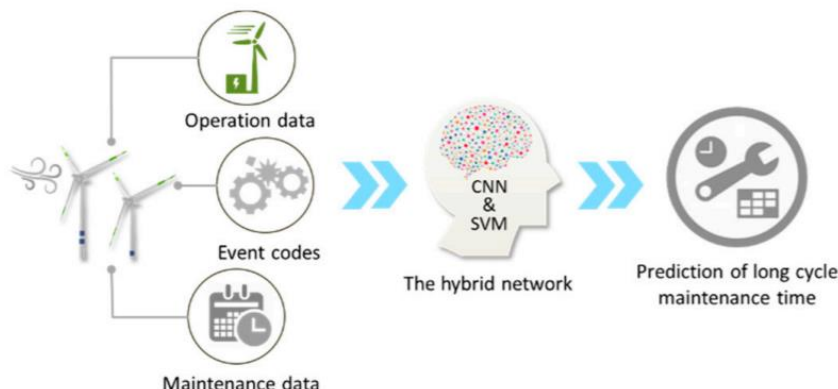 Operation data
Event codes
Maintenance data
CNN
&
SVM
The hybrid network
Prediction of long cycle
maintenance time